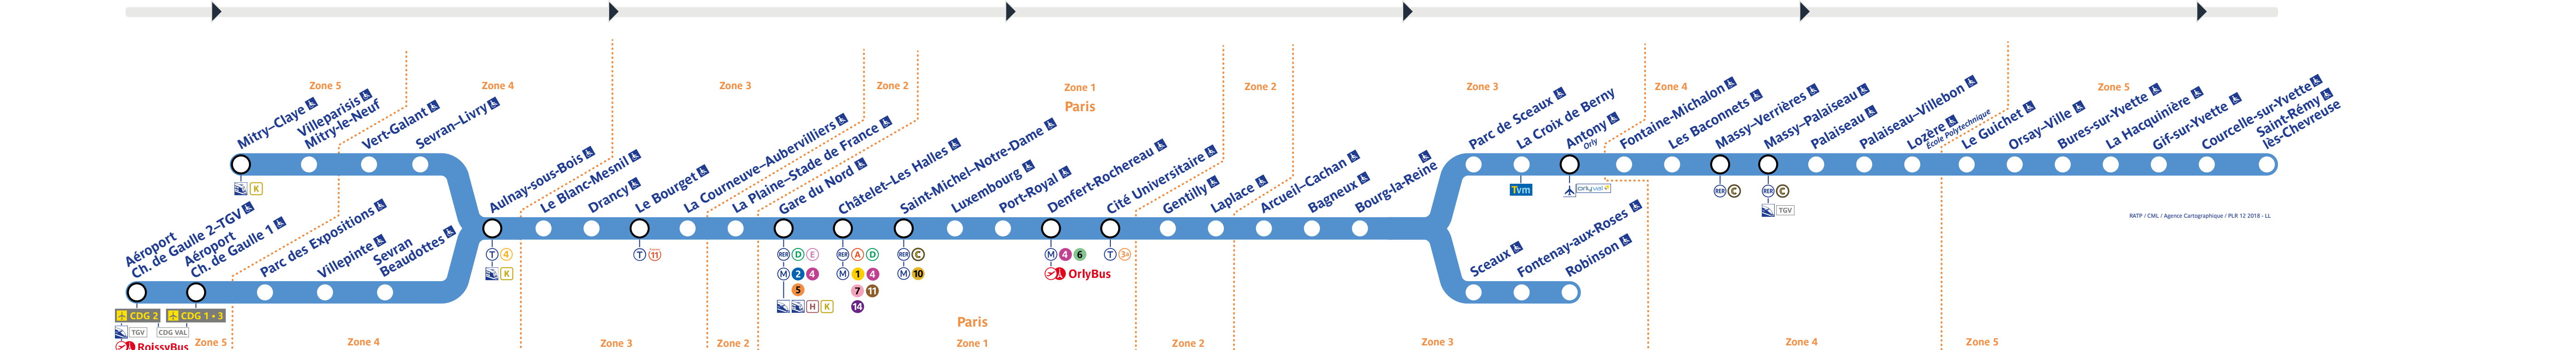 Zone 5
Zone 4
Zone 3
Zone 2
Zone 1
Paris
Zone 2
Zone 3
Zone 4
Zone 5
Mitry–Claye
Villeparisis
Mitry-le-Neuf
Vert-Galant
Sevran–Livry
K
Aéroport
Ch. de Gaulle 2–TGV
Aéroport
Ch. de Gaulle 1
Parc des Expositions
Villepinte
Sevran
Beaudottes
CDG 2
CDG 1 • 3
TGV
CDG VAL
RoissyBus
Aulnay-sous-Bois
T 4
K
Le Blanc-Mesnil
Drancy
Le Bourget
T 11
La Courneuve–Aubervilliers
La Plaine–Stade de France
Gare du Nord
RER D E
M 2 4
5
H K
Châtelet–Les Halles
RER A D
M 1 4
7 11
14
Saint-Michel–Notre-Dame
RER C
M 10
Luxembourg
Port-Royal
Denfert-Rochereau
M 4 6
OrlyBus
Cité Universitaire
T 3a
Gentilly
Laplace
Arcueil–Cachan
Bagneux
Bourg-la-Reine
Parc de Sceaux
La Croix de Berny
Tvm
Antony
Orly
orlyval
Fontaine-Michalon
Les Baconnets
Massy–Verrières
RER C
Massy–Palaiseau
RER C
TGV
Palaiseau
Palaiseau–Villebon
Lozère
École Polytechnique
Le Guichet
Orsay–Ville
Bures-sur-Yvette
La Hacquinière
Gif-sur-Yvette
Courcelle-sur-Yvette
Saint-Rémy
lès-Chevreuse
Sceaux
Fontenay-aux-Roses
Robinson
RATP / CML / Agence Cartographique / PLR 12 2018 - LL
Zone 5
Zone 4
Zone 3
Zone 2
Paris
Zone 1
Zone 2
Zone 3
Zone 4
Zone 5